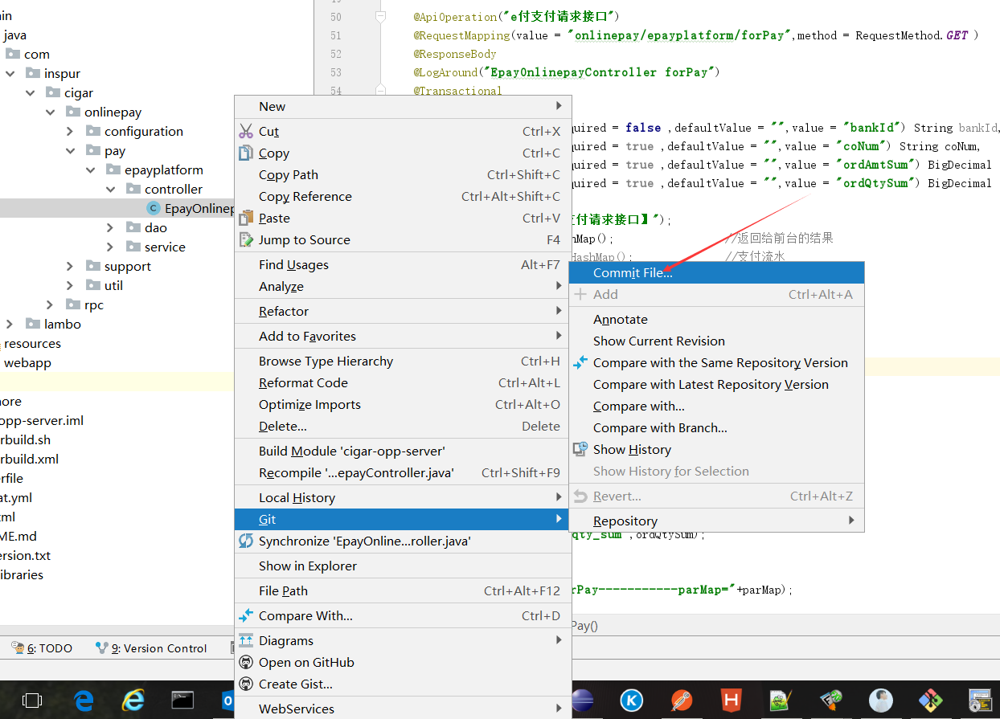 in
java
com
inspur
cigar
onlinepay
configuration
pay
epayplatform
controller
EpayOnlinep
dao
service
support
util
rpc
lambo
resources
webapp
ore
opp-server.iml
rbuild.sh
rbuild.xml
rfile
at.yml
ml
ME.md
ersion.txt
ibraries
6: TODO
9: Version Control
50 @ApiOperation("e付支付请求接口")
51 @RequestMapping(value = "onlinepay/epayplatform/forPay",method = RequestMethod.GET )
52 @ResponseBody
53 @LogAround("EpayOnlinepayController forPay")
54 @Transactional
quired = false ,defaultValue = "",value = "bankId") String bankId,
quired = true ,defaultValue = "",value = "coNum") String coNum,
quired = true ,defaultValue = "",value = "ordAmtSum") BigDecimal
quired = true ,defaultValue = "",value = "ordQtySum") BigDecimal
支付请求接口】");
hMap(); //返回给前台的结果
HashMap(); //支付流水
qty_sum",ordQtySum);
rPay-----------parMap="+parMap);
Pay()
New
Cut Ctrl+X
Copy Ctrl+C
Copy Path Ctrl+Shift+C
Copy Reference Ctrl+Alt+Shift+C
Paste Ctrl+V
Jump to Source F4
Find Usages Alt+F7
Analyze
Refactor
Add to Favorites
Browse Type Hierarchy Ctrl+H
Reformat Code Ctrl+Alt+L
Optimize Imports Ctrl+Alt+O
Delete... Delete
Build Module 'cigar-opp-server'
Recompile '...epayController.java' Ctrl+Shift+F9
Local History
Git
Synchronize 'EpayOnline...roller.java'
Show in Explorer
File Path Ctrl+Alt+F12
Compare With... Ctrl+D
Diagrams
Open on GitHub
Create Gist...
WebServices
Commit File...
Add Ctrl+Alt+A
Annotate
Show Current Revision
Compare with the Same Repository Version
Compare with Latest Repository Version
Compare with...
Compare with Branch...
Show History
Show History for Selection
Revert... Ctrl+Alt+Z
Repository